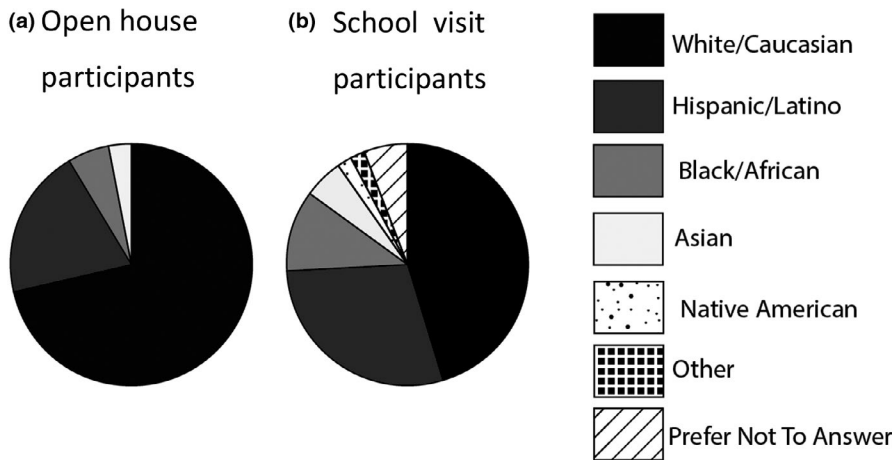 (a) Open house
participants
(b) School visit
participants
White/Caucasian
Hispanic/Latino
Black/African
Asian
Native American
Other
Prefer Not To Answer